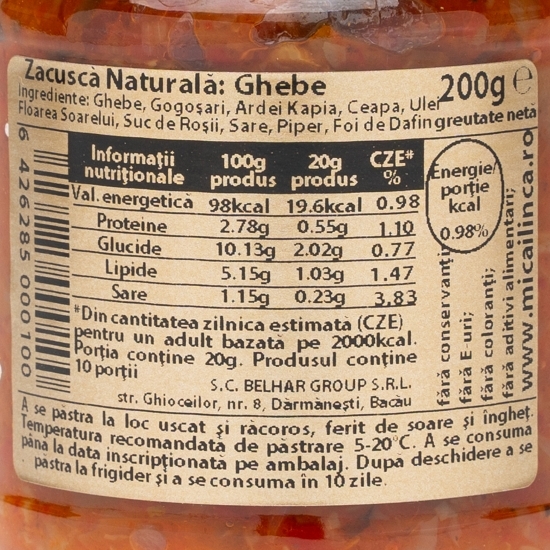 Zacuscă Naturală: Ghebe
Ingrediente: Ghebe, Gogoșari, Ardei Kapia, Ceapa, Ulei
Floarea Soarelui, Suc de Roșii, Sare, Piper, Foi de Dafin
200g ℮
greutate netă
6 426285 000100
Informații nutriționale 100g produs 20g produs CZE* %
Val. energetică 98kcal 19.6kcal 0.98
Proteine 2.78g 0.55g 1.10
Glucide 10.13g 2.02g 0.77
Lipide 5.15g 1.03g 1.47
Sare 1.15g 0.23g 3.83
*Din cantitatea zilnica estimată (CZE)
pentru un adult bazată pe 2000kcal.
Porția conține 20g. Produsul conține
10 porții
S.C. BELHAR GROUP S.R.L.
str. Ghioceilor, nr. 8, Dărmănești, Bacău
Energie/
porție
kcal
0.98%
fără conservanți;
fără E-uri;
fără coloranți;
fără aditivi alimentari;
www.micailinca.ro
A se păstra la loc uscat și răcoros, ferit de soare și îngheț.
Temperatura recomandată de păstrare 5-20°C. A se consuma
până la data inscripționată pe ambalaj. După deschidere a se
păstra la frigider și a se consuma în 10 zile.